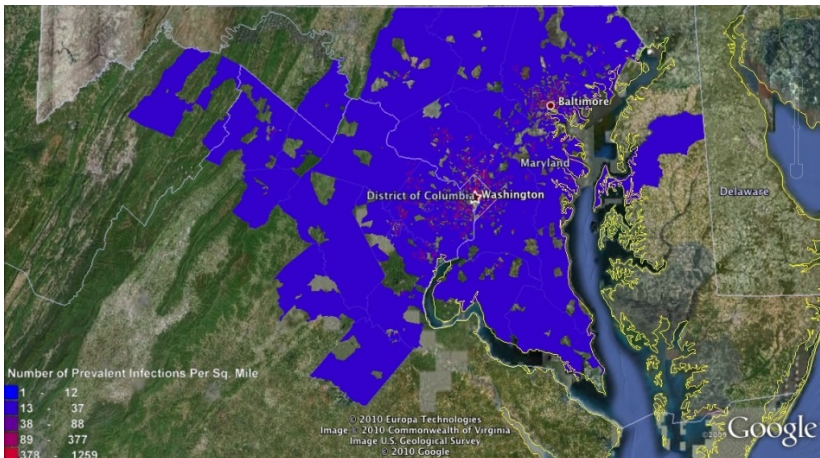 Baltimore
Maryland
District of Columbia
Washington
Delaware
Number of Prevalent Infections Per Sq. Mile
1 - 12
13 - 37
38 - 88
89 - 377
378 - 1259
© 2010 Europa Technologies
Image © 2010 Commonwealth of Virginia
Image U.S. Geological Survey
© 2010 Google
©2009 Google